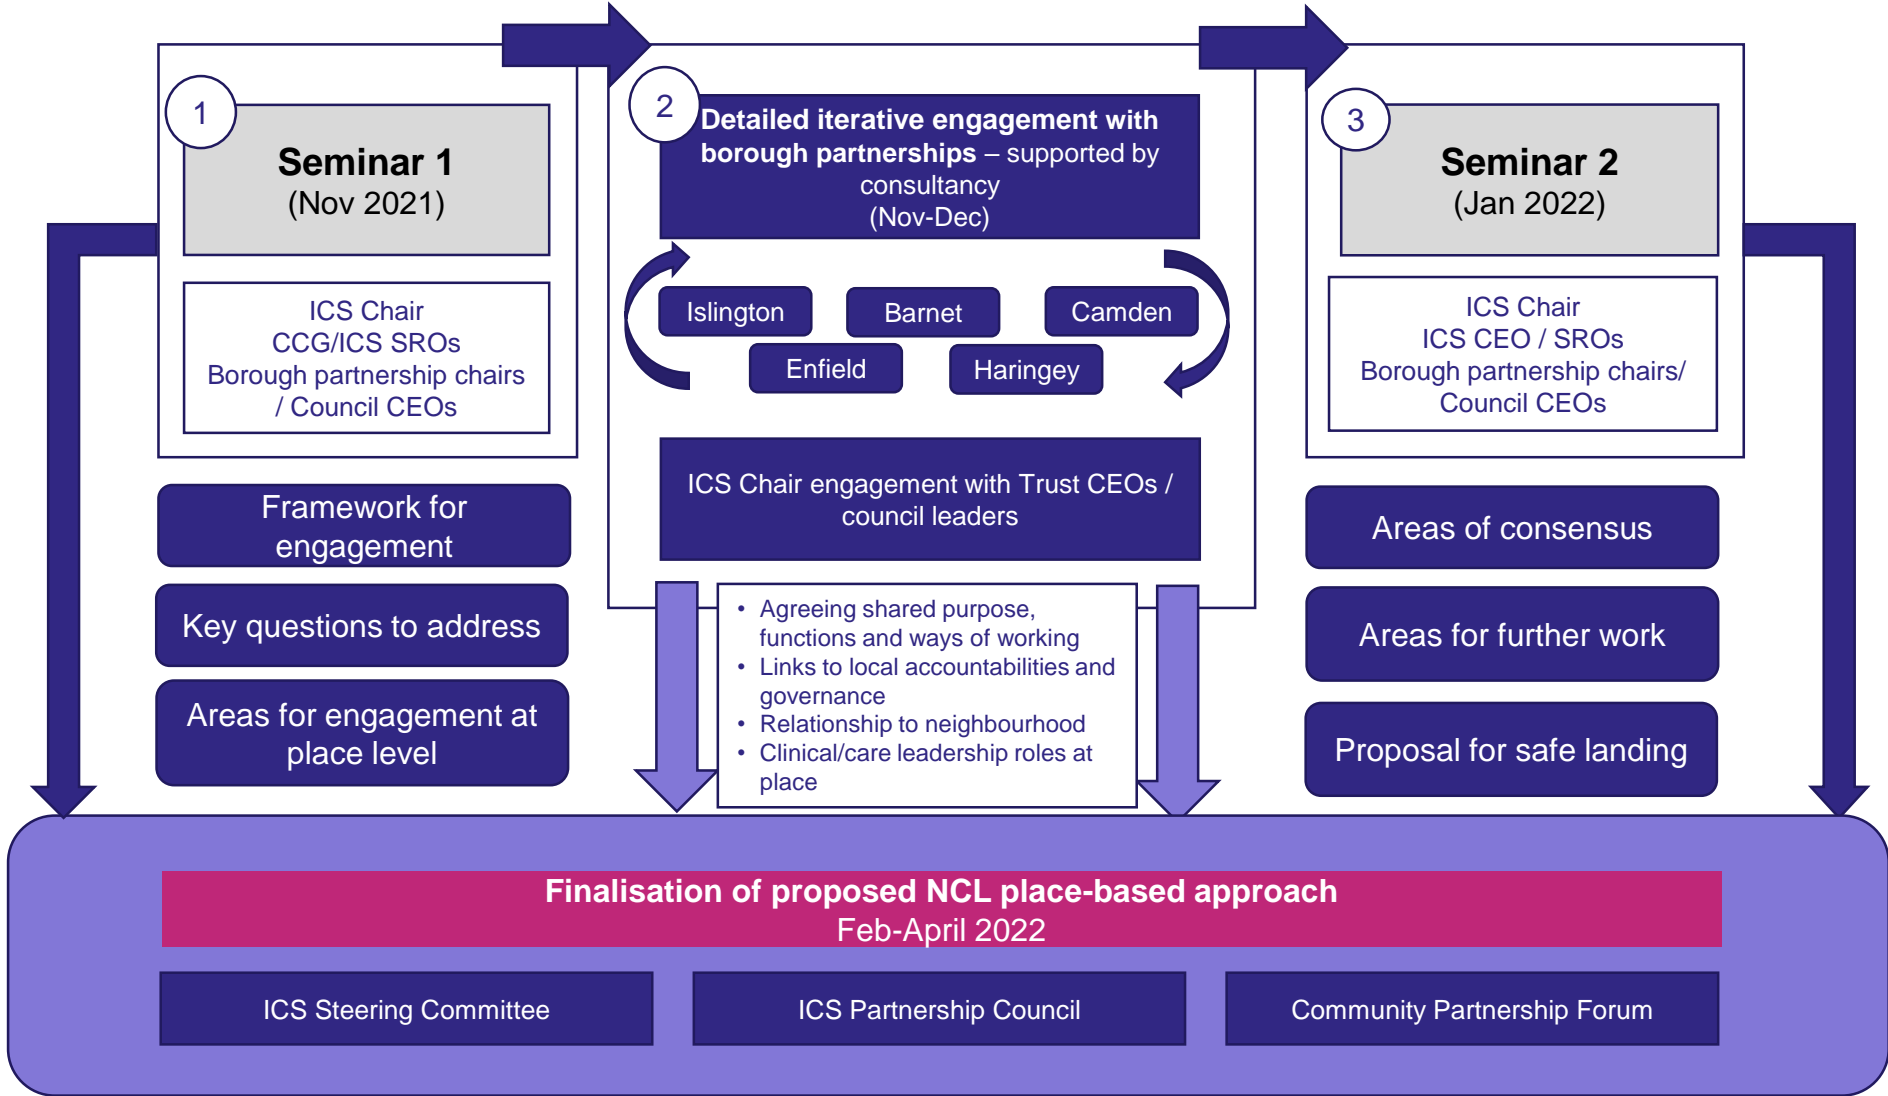 1
Seminar 1
(Nov 2021)
ICS Chair
CCG/ICS SROs
Borough partnership chairs
/ Council CEOs
Framework for
engagement
Key questions to address
Areas for engagement at
place level
2
Detailed iterative engagement with
borough partnerships – supported by
consultancy
(Nov-Dec)
Islington
Barnet
Camden
Enfield
Haringey
ICS Chair engagement with Trust CEOs /
council leaders
• Agreeing shared purpose,
functions and ways of working
• Links to local accountabilities and
governance
• Relationship to neighbourhood
• Clinical/care leadership roles at
place
3
Seminar 2
(Jan 2022)
ICS Chair
ICS CEO / SROs
Borough partnership chairs/
Council CEOs
Areas of consensus
Areas for further work
Proposal for safe landing
Finalisation of proposed NCL place-based approach
Feb-April 2022
ICS Steering Committee
ICS Partnership Council
Community Partnership Forum